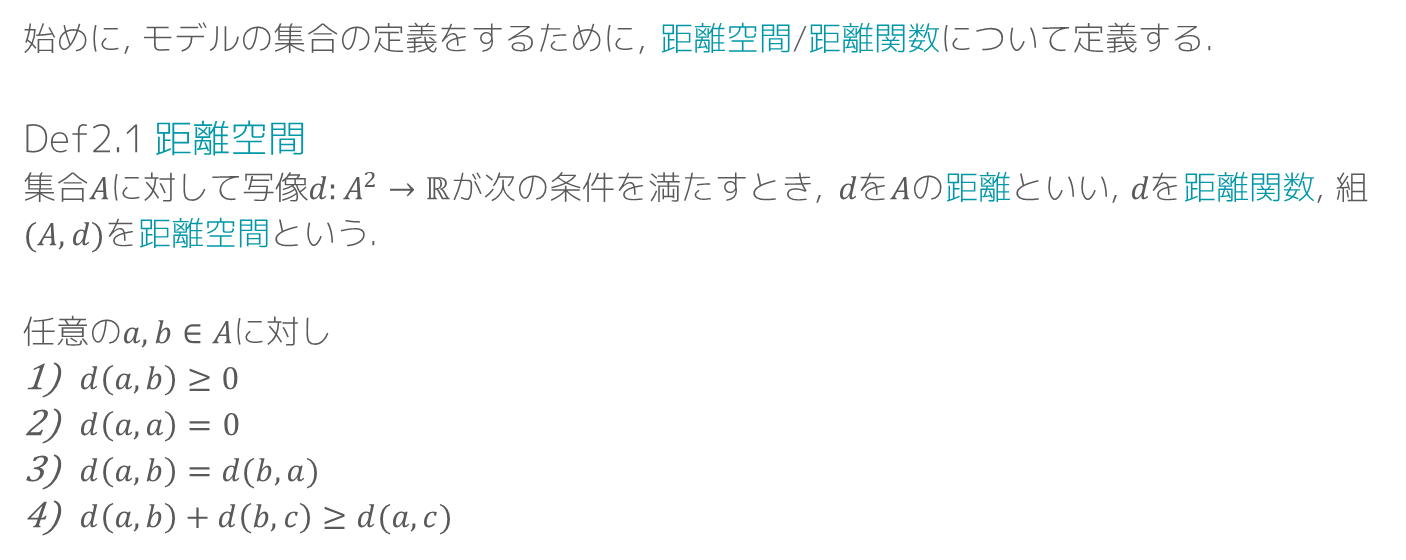 始めに, モデルの集合の定義をするために, 距離空間/距離関数について定義する.
Def2.1 距離空間
集合𝐴に対して写像𝑑: 𝐴² → ℝが次の条件を満たすとき, 𝑑を𝐴の距離といい, 𝑑を距離関数, 組
(𝐴, 𝑑)を距離空間という.
任意の𝑎, 𝑏 ∈ 𝐴に対し
1) 𝑑(𝑎, 𝑏) ≥ 0
2) 𝑑(𝑎, 𝑎) = 0
3) 𝑑(𝑎, 𝑏) = 𝑑(𝑏, 𝑎)
4) 𝑑(𝑎, 𝑏) + 𝑑(𝑏, 𝑐) ≥ 𝑑(𝑎, 𝑐)